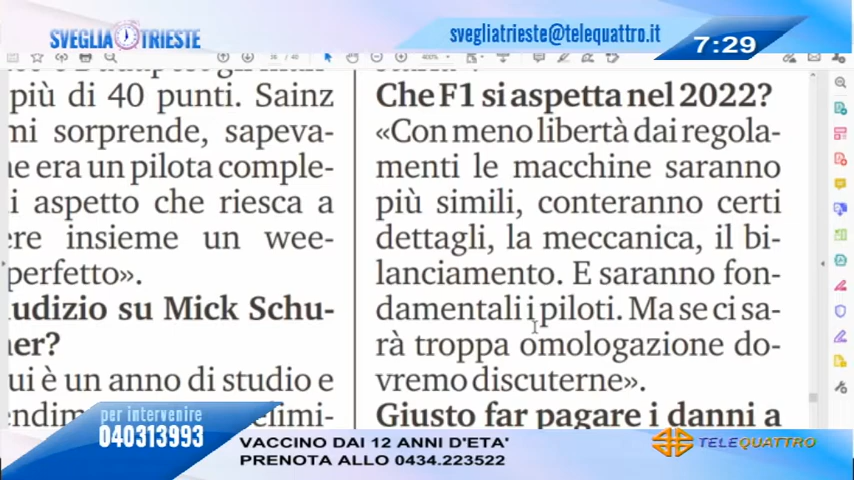 SVEGLIA TRIESTE
svegliatrieste@telequattro.it
7:29
più di 40 punti. Sainz
mi sorprende, sapeva-
era un pilota comple-
i aspetto che riesca a
ere insieme un wee-
perfetto».
iudizio su Mick Schu-
er?
ui è un anno di studio e
Che F1 si aspetta nel 2022?
«Con meno libertà dai regola-
menti le macchine saranno
più simili, conteranno certi
dettagli, la meccanica, il bi-
lanciamento. E saranno fon-
damentali i piloti. Ma se ci sa-
rà troppa omologazione do-
vremo discuterne».
Giusto far pagare i danni a
per intervenire
040313993
VACCINO DAI 12 ANNI D'ETA'
PRENOTA ALLO 0434.223522
TELEQUATTRO